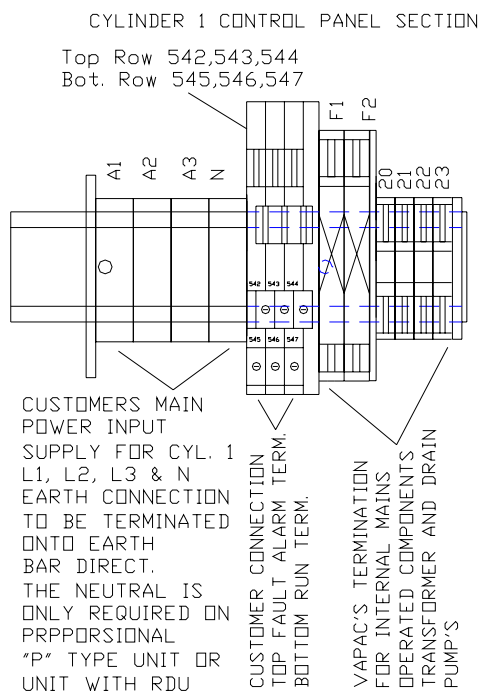 CYLINDER 1 CONTROL PANEL SECTION
Top Row 542,543,544
Bot. Row 545,546,547
F1
F2
A1
A2
A3
N
20
21
22
23
542 543 544
545 546 547
CUSTOMERS MAIN
POWER INPUT
SUPPLY FOR CYL. 1
L1, L2, L3 & N
EARTH CONNECTION
TO BE TERMINATED
ONTO EARTH
BAR DIRECT.
THE NEUTRAL IS
ONLY REQUIRED ON
PRPPORSIONAL
"P" TYPE UNIT OR
UNIT WITH RDU
CUSTOMER CONNECTION
TOP FAULT ALARM TERM.
BOTTOM RUN TERM.
VAPAC'S TERMINATION
FOR INTERNAL MAINS
OPERATED COMPONENTS
TRANSFORMER AND DRAIN
PUMP'S